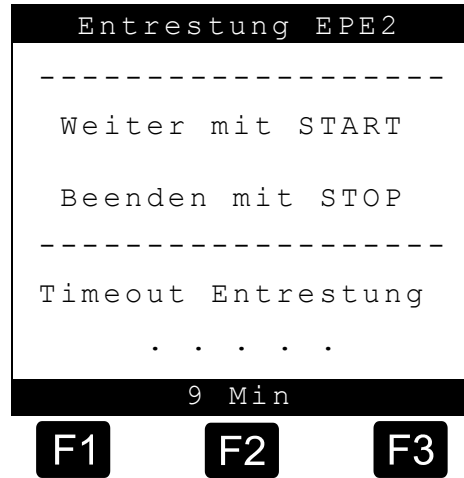 Entrestung EPE2
-------------------
Weiter mit START
Beenden mit STOP
-------------------
Timeout Entrestung
. . . . .
9 Min
F1 F2 F3